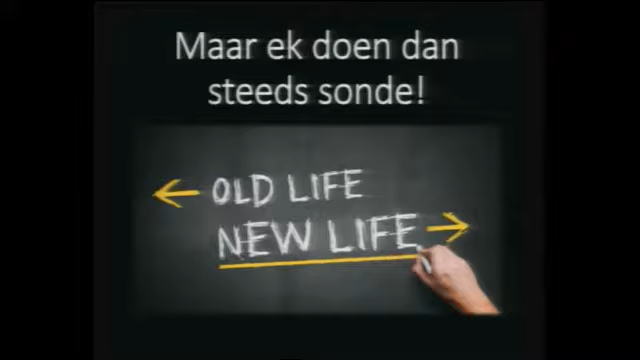 Maar ek doen dan
steeds sonde!
OLD LIFE
NEW LIFE